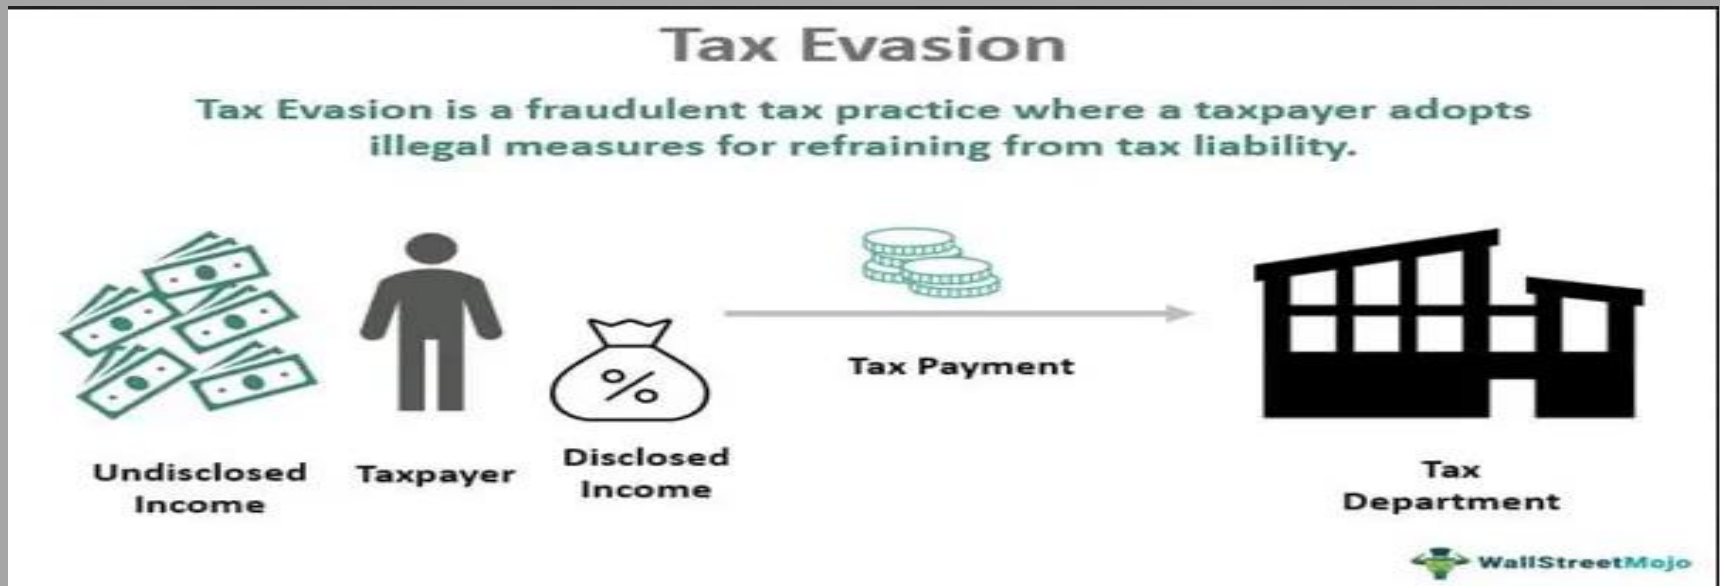 Tax Evasion
Tax Evasion is a fraudulent tax practice where a taxpayer adopts
illegal measures for refraining from tax liability.
%
Tax Payment
Undisclosed
Income
Taxpayer
Disclosed
Income
Tax
Department
WallStreetMojo